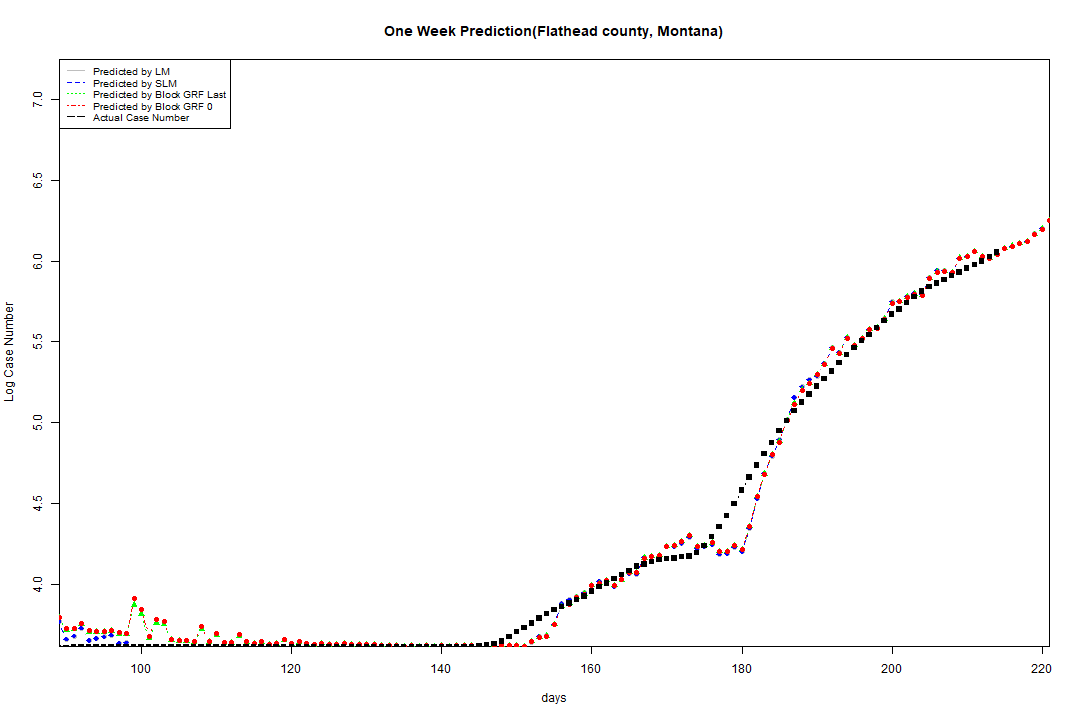 One Week Prediction(Flathead county, Montana)
Predicted by LM
Predicted by SLM
Predicted by Block GRF Last
Predicted by Block GRF 0
Actual Case Number
Log Case Number
7.0
6.5
6.0
5.5
5.0
4.5
4.0
100 120 140 160 180 200 220
days